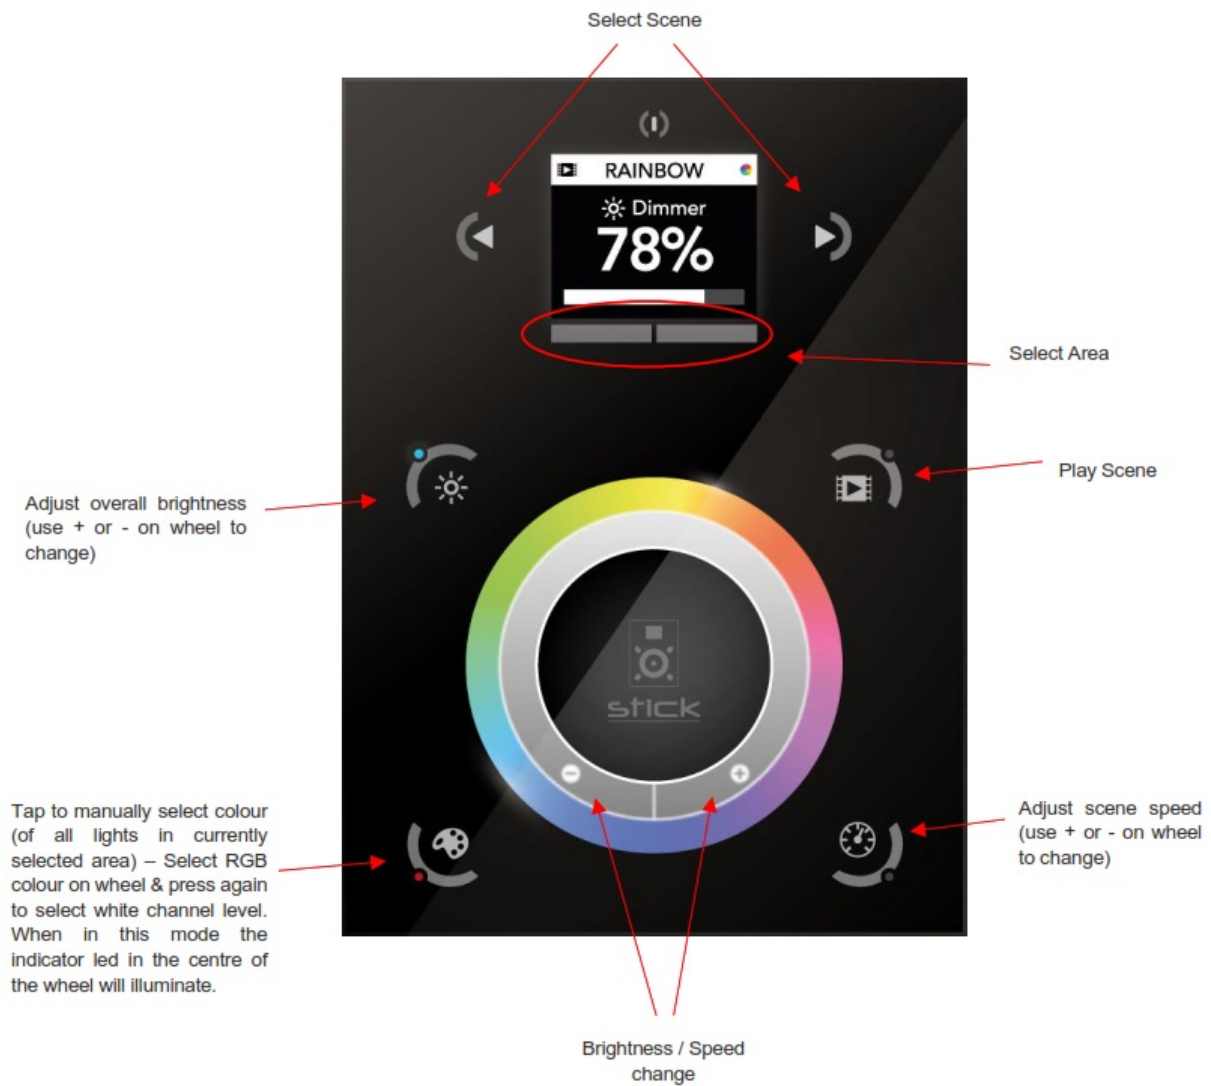 Select Scene
RAINBOW
Dimmer
78%
Select Area
Play Scene
Adjust overall brightness
(use + or - on wheel to
change)
stick
Tap to manually select colour
(of all lights in currently
selected area) – Select RGB
colour on wheel & press again
to select white channel level.
When in this mode the
indicator led in the centre of
the wheel will illuminate.
Adjust scene speed
(use + or - on wheel
to change)
Brightness / Speed
change